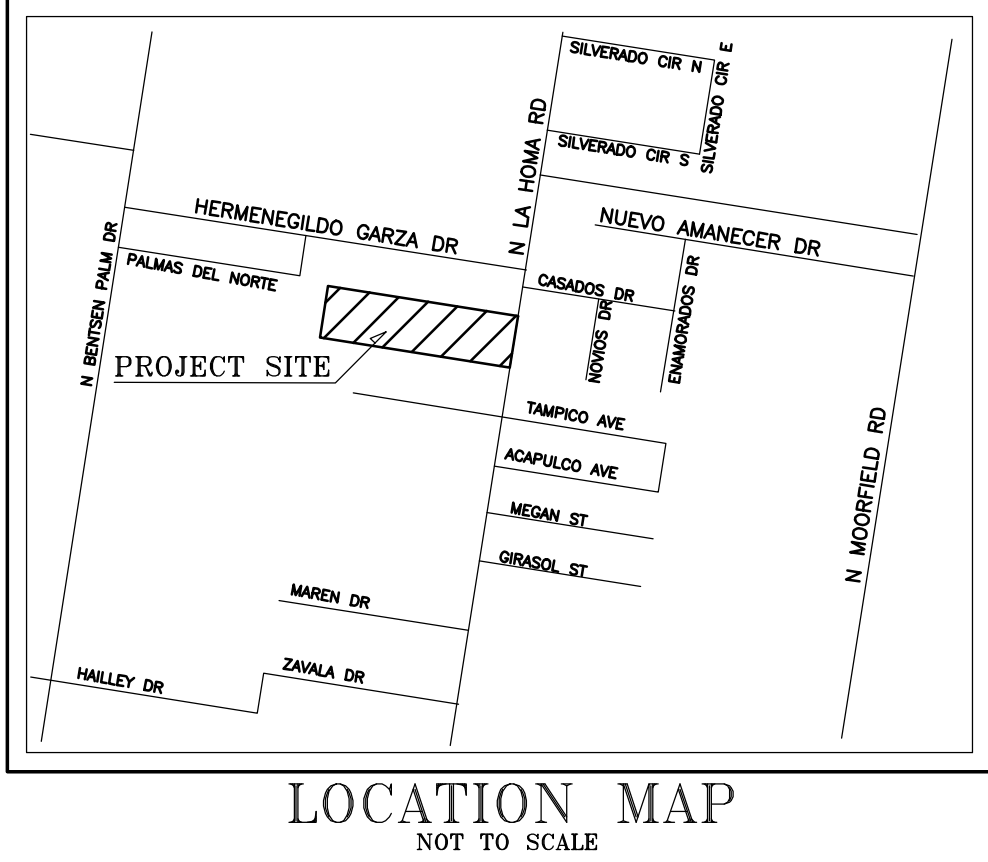 SILVERADO CIR N
SILVERADO CIR E
SILVERADO CIR S
N LA HOMA RD
HERMENEGILDO GARZA DR
NUEVO AMANECER DR
N BENTSEN PALM DR
PALMAS DEL NORTE
CASADOS DR
NOVIOS DR
ENAMORADOS DR
PROJECT SITE
TAMPICO AVE
ACAPULCO AVE
N MOORFIELD RD
MEGAN ST
GIRASOL ST
MAREN DR
ZAVALA DR
HAILLEY DR
LOCATION MAP
NOT TO SCALE